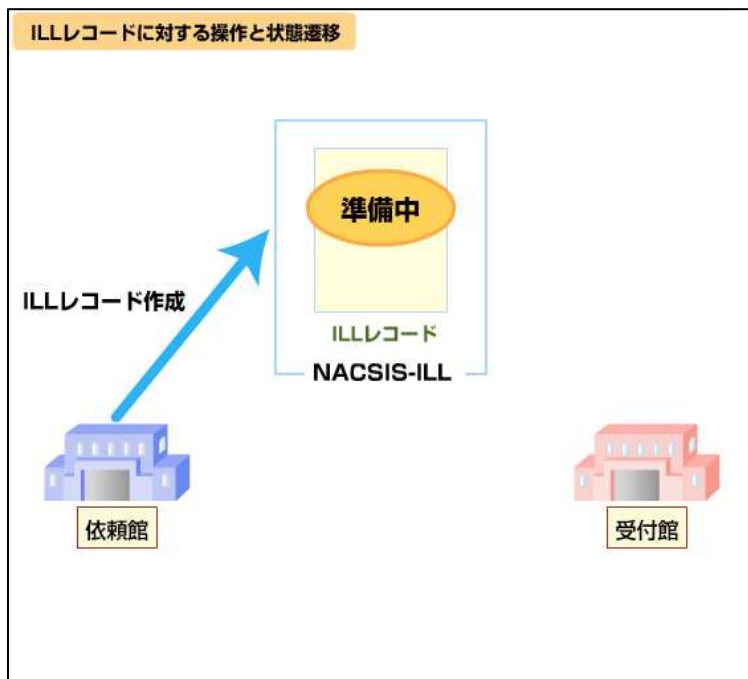 ILLレコードに対する操作と状態遷移
準備中
ILLレコード作成
ILLレコード
NACSIS-ILL
依頼館
受付館